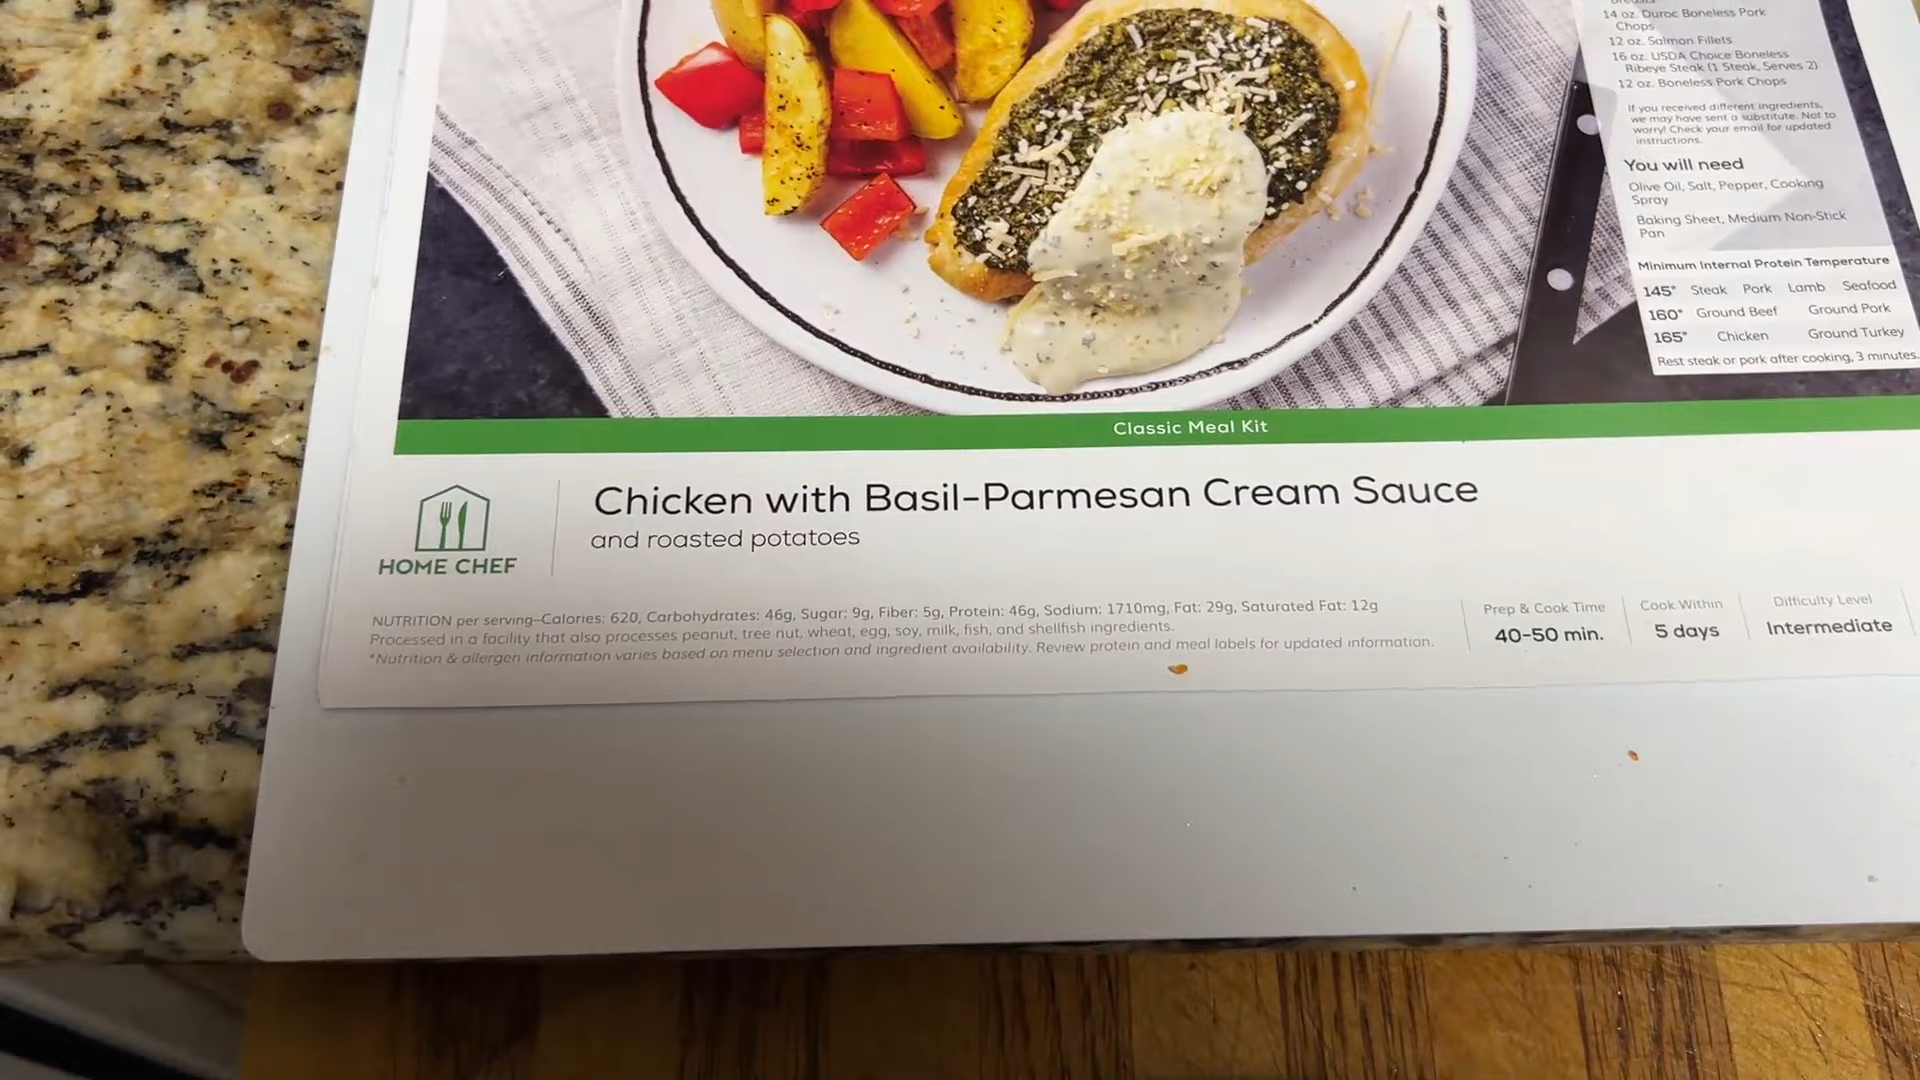 14 oz. Duroc Boneless Pork
Chops
12 oz. Salmon Fillets
16 oz. USDA Choice Boneless
Ribeye Steak (1 Steak, Serves 2)
12 oz. Boneless Pork Chops
If you received different ingredients,
we may have sent a substitute. Not to
worry! Check your email for updated
instructions.
You will need
Olive Oil, Salt, Pepper, Cooking
Spray
Baking Sheet, Medium Non-Stick
Pan
Minimum Internal Protein Temperature
145° Steak Pork Lamb Seafood
160° Ground Beef Ground Pork
165° Chicken Ground Turkey
Rest steak or pork after cooking, 3 minutes.
Classic Meal Kit
HOME CHEF
Chicken with Basil-Parmesan Cream Sauce
and roasted potatoes
NUTRITION per serving–Calories: 620, Carbohydrates: 46g, Sugar: 9g, Fiber: 5g, Protein: 46g, Sodium: 1710mg, Fat: 29g, Saturated Fat: 12g
Processed in a facility that also processes peanut, tree nut, wheat, egg, soy, milk, fish, and shellfish ingredients.
*Nutrition & allergen information varies based on menu selection and ingredient availability. Review protein and meal labels for updated information.
Prep & Cook Time
40-50 min.
Cook Within
5 days
Difficulty Level
Intermediate